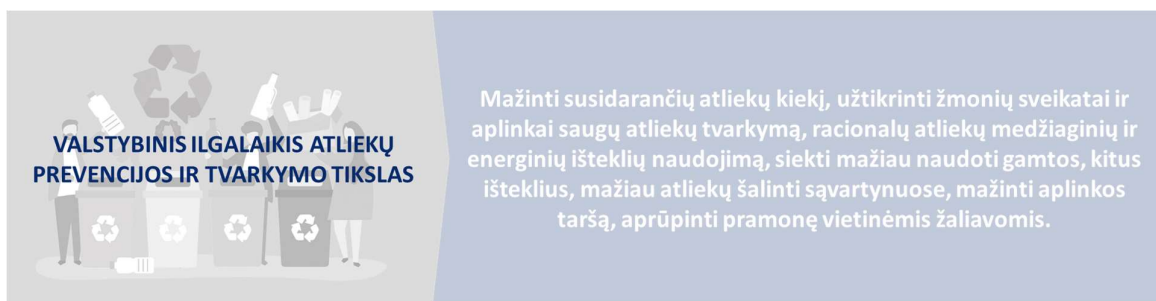 VALSTYBINIS ILGALAIKIS ATLIEKŲ
PREVENCIJOS IR TVARKYMO TIKSLAS
Mažinti susidarančių atliekų kiekį, užtikrinti žmonių sveikatai ir
aplinkai saugų atliekų tvarkymą, racionalų atliekų medžiaginių ir
energinių išteklių naudojimą, siekti mažiau naudoti gamtos, kitus
išteklius, mažiau atliekų šalinti sąvartynuose, mažinti aplinkos
taršą, aprūpinti pramonę vietinėmis žaliavomis.